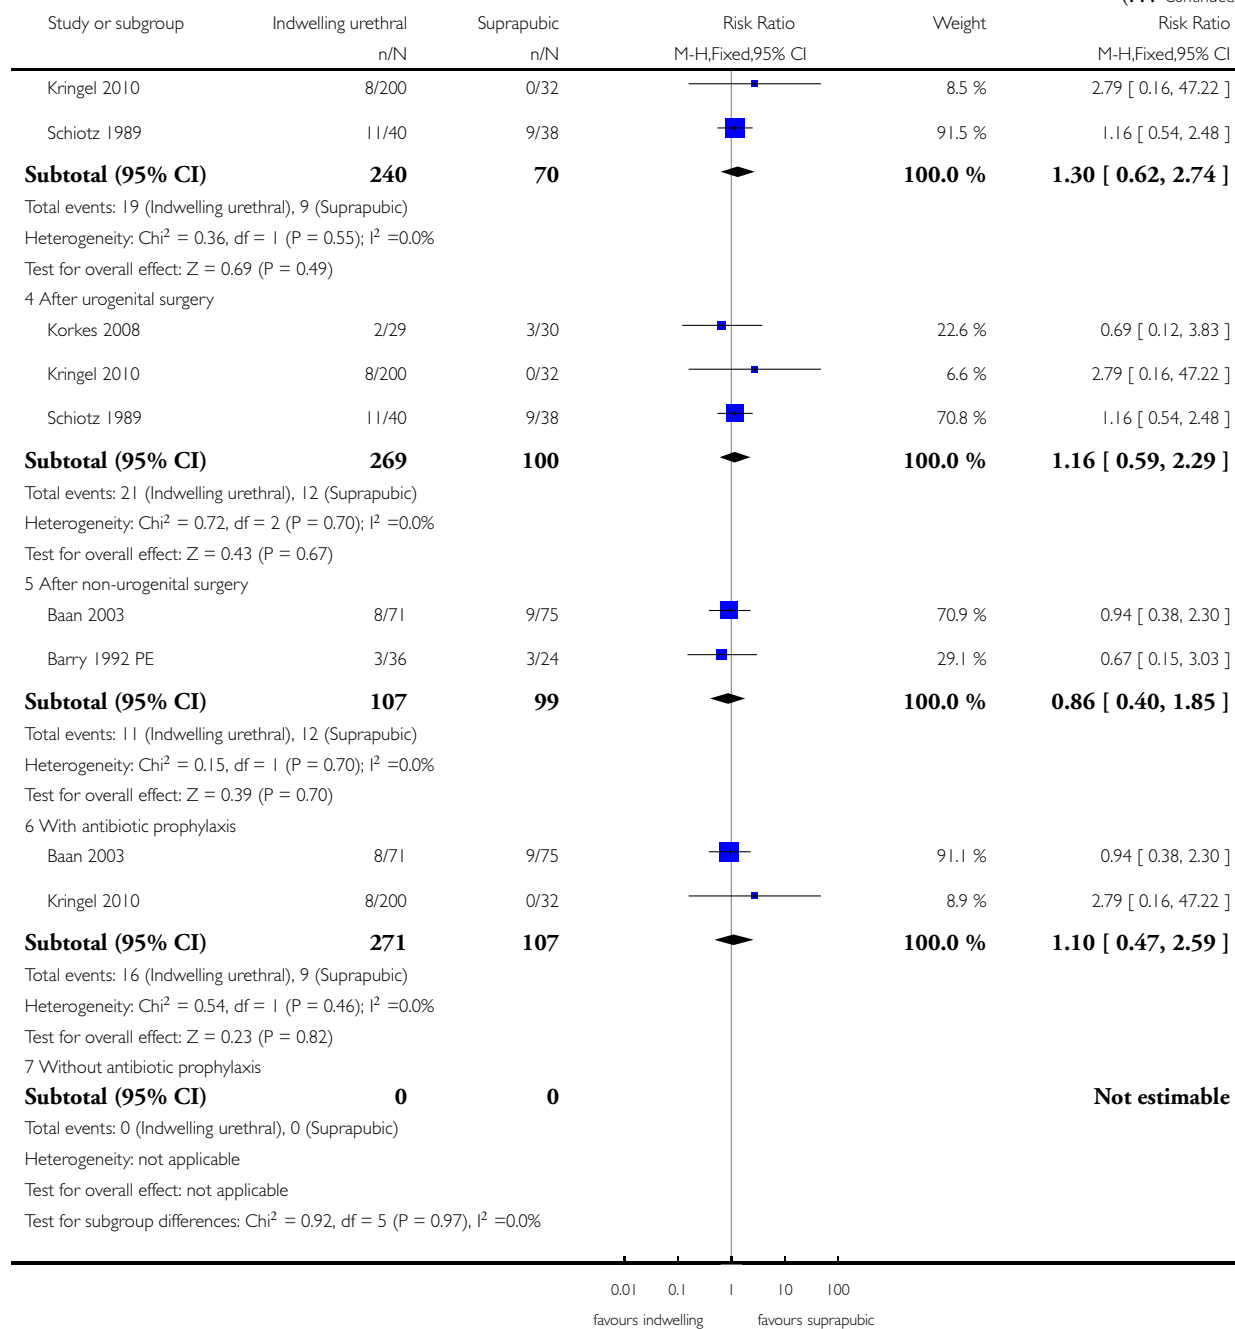 Continued
Study or subgroup Indwelling urethral Suprapubic Risk Ratio Weight Risk Ratio
n/N n/N M-H,Fixed,95% CI M-H,Fixed,95% CI
Kringel 2010 8/200 0/32 8.5 % 2.79 [ 0.16, 47.22 ]
Schiotz 1989 11/40 9/38 91.5 % 1.16 [ 0.54, 2.48 ]
Subtotal (95% CI) 240 70 100.0 % 1.30 [ 0.62, 2.74 ]
Total events: 19 (Indwelling urethral), 9 (Suprapubic)
Heterogeneity: Chi² = 0.36, df = 1 (P = 0.55); I² =0.0%
Test for overall effect: Z = 0.69 (P = 0.49)
4 After urogenital surgery
Korkes 2008 2/29 3/30 22.6 % 0.69 [ 0.12, 3.83 ]
Kringel 2010 8/200 0/32 6.6 % 2.79 [ 0.16, 47.22 ]
Schiotz 1989 11/40 9/38 70.8 % 1.16 [ 0.54, 2.48 ]
Subtotal (95% CI) 269 100 100.0 % 1.16 [ 0.59, 2.29 ]
Total events: 21 (Indwelling urethral), 12 (Suprapubic)
Heterogeneity: Chi² = 0.72, df = 2 (P = 0.70); I² =0.0%
Test for overall effect: Z = 0.43 (P = 0.67)
5 After non-urogenital surgery
Baan 2003 8/71 9/75 70.9 % 0.94 [ 0.38, 2.30 ]
Barry 1992 PE 3/36 3/24 29.1 % 0.67 [ 0.15, 3.03 ]
Subtotal (95% CI) 107 99 100.0 % 0.86 [ 0.40, 1.85 ]
Total events: 11 (Indwelling urethral), 12 (Suprapubic)
Heterogeneity: Chi² = 0.15, df = 1 (P = 0.70); I² =0.0%
Test for overall effect: Z = 0.39 (P = 0.70)
6 With antibiotic prophylaxis
Baan 2003 8/71 9/75 91.1 % 0.94 [ 0.38, 2.30 ]
Kringel 2010 8/200 0/32 8.9 % 2.79 [ 0.16, 47.22 ]
Subtotal (95% CI) 271 107 100.0 % 1.10 [ 0.47, 2.59 ]
Total events: 16 (Indwelling urethral), 9 (Suprapubic)
Heterogeneity: Chi² = 0.54, df = 1 (P = 0.46); I² =0.0%
Test for overall effect: Z = 0.23 (P = 0.82)
7 Without antibiotic prophylaxis
Subtotal (95% CI) 0 0 Not estimable
Total events: 0 (Indwelling urethral), 0 (Suprapubic)
Heterogeneity: not applicable
Test for overall effect: not applicable
Test for subgroup differences: Chi² = 0.92, df = 5 (P = 0.97), I² =0.0%
0.01 0.1 1 10 100
favours indwelling favours suprapubic